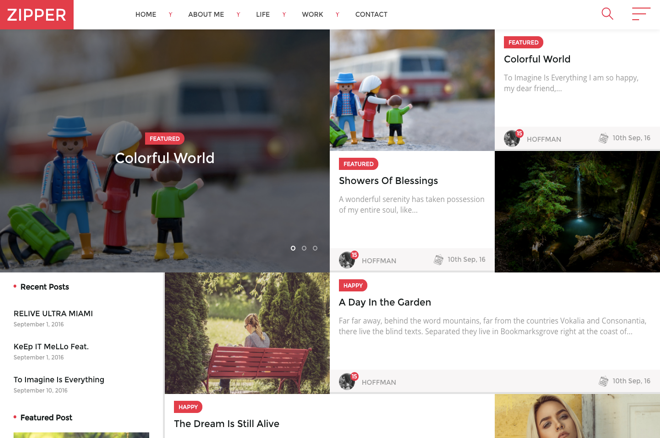 ZIPPER
HOME
Y
ABOUT ME
Y
LIFE
Y
WORK
Y
CONTACT
FEATURED
Colorful World
FEATURED
Colorful World
To Imagine Is Everything I am so happy,
my dear friend,...
15
HOFFMAN
10th Sep, 16
FEATURED
Showers Of Blessings
A wonderful serenity has taken possession
of my entire soul, like...
15
HOFFMAN
10th Sep, 16
Recent Posts
RELIVE ULTRA MIAMI
September 1, 2016
KeEp IT MeLLo Feat.
September 1, 2016
To Imagine Is Everything
September 10, 2016
Featured Post
HAPPY
A Day In the Garden
Far far away, behind the word mountains, far from the countries Vokalia and Consonantia,
there live the blind texts. Separated they live in Bookmarksgrove right at the coast of...
15
HOFFMAN
10th Sep, 16
HAPPY
The Dream Is Still Alive